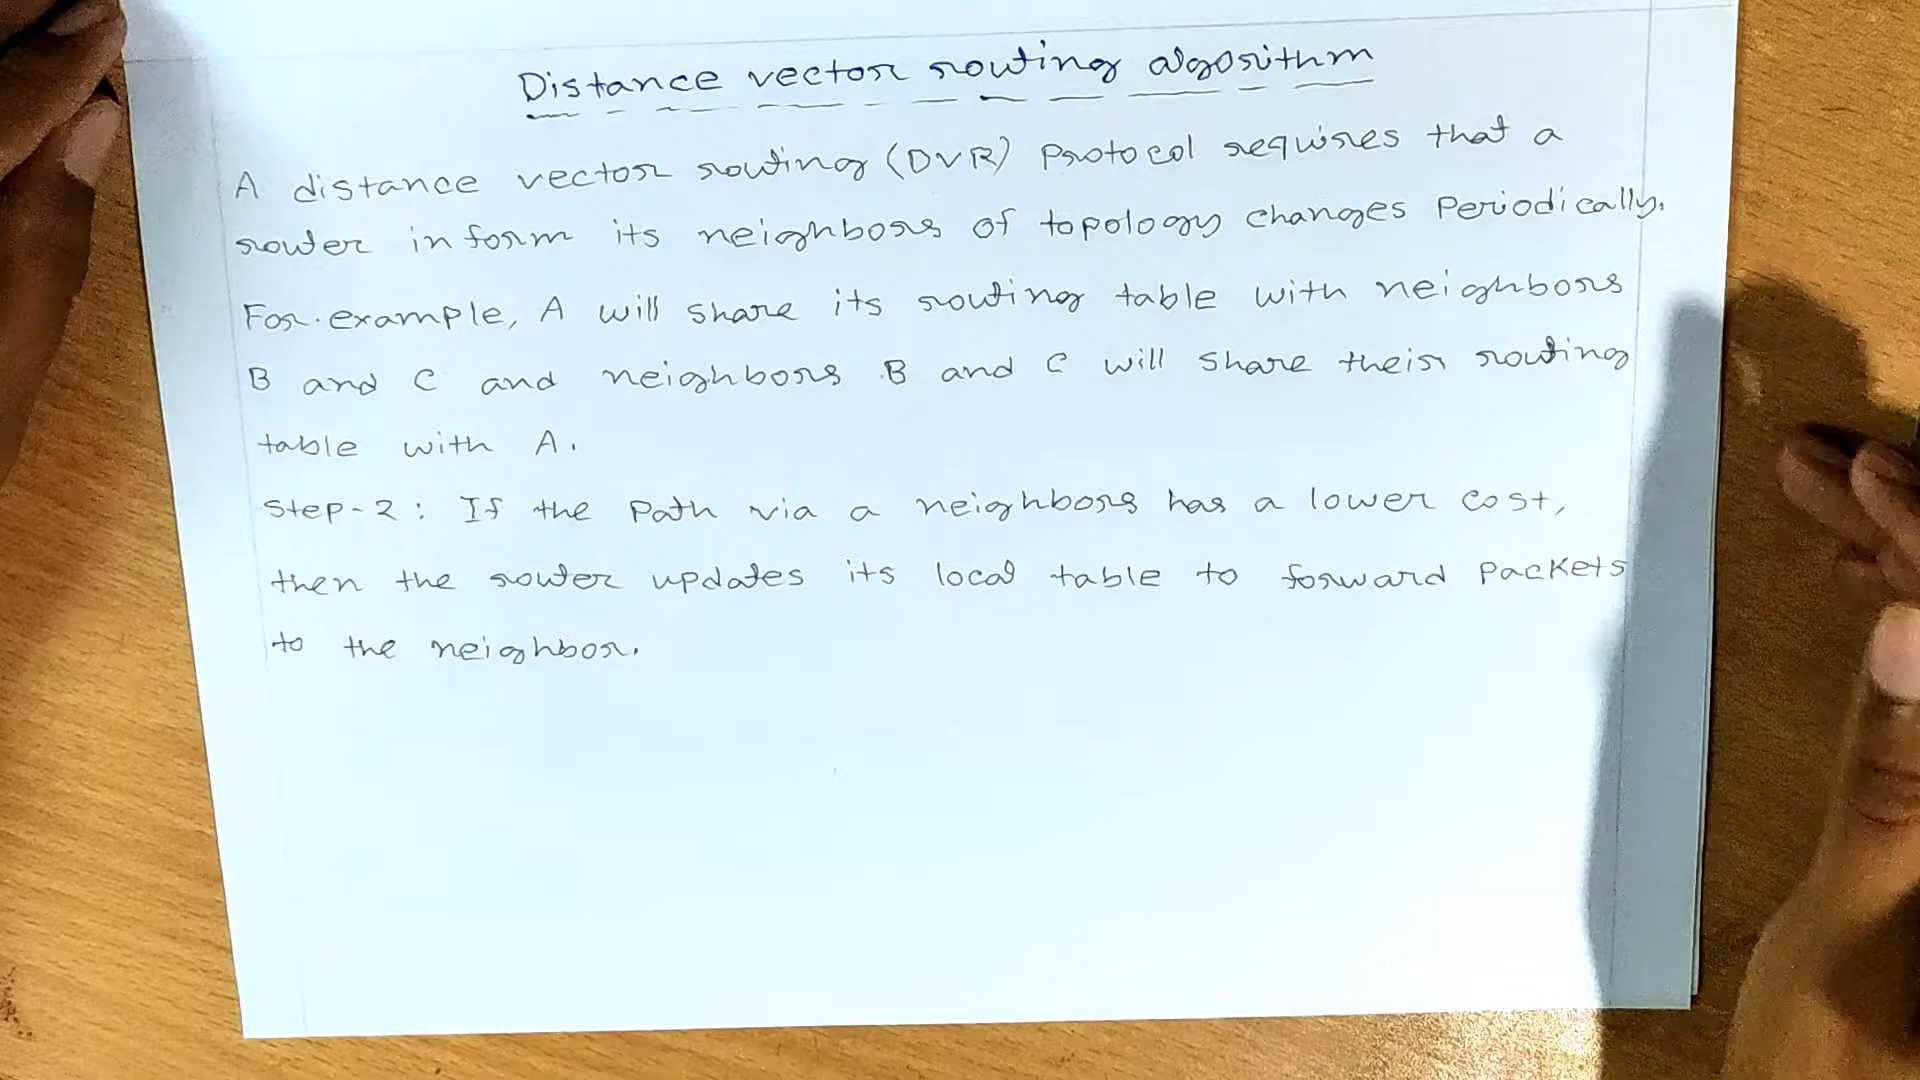 Distance vector routing algorithm
A distance vector routing (DVR) Protocol requires that a
router inform its neighbors of topology changes Periodically.
For example, A will share its routing table with neighbors
B and C and neighbors B and C will share their routing
table with A.
Step-2: If the Path via a neighbors has a lower cost,
then the router updates its local table to forward Packets
to the neighbor.